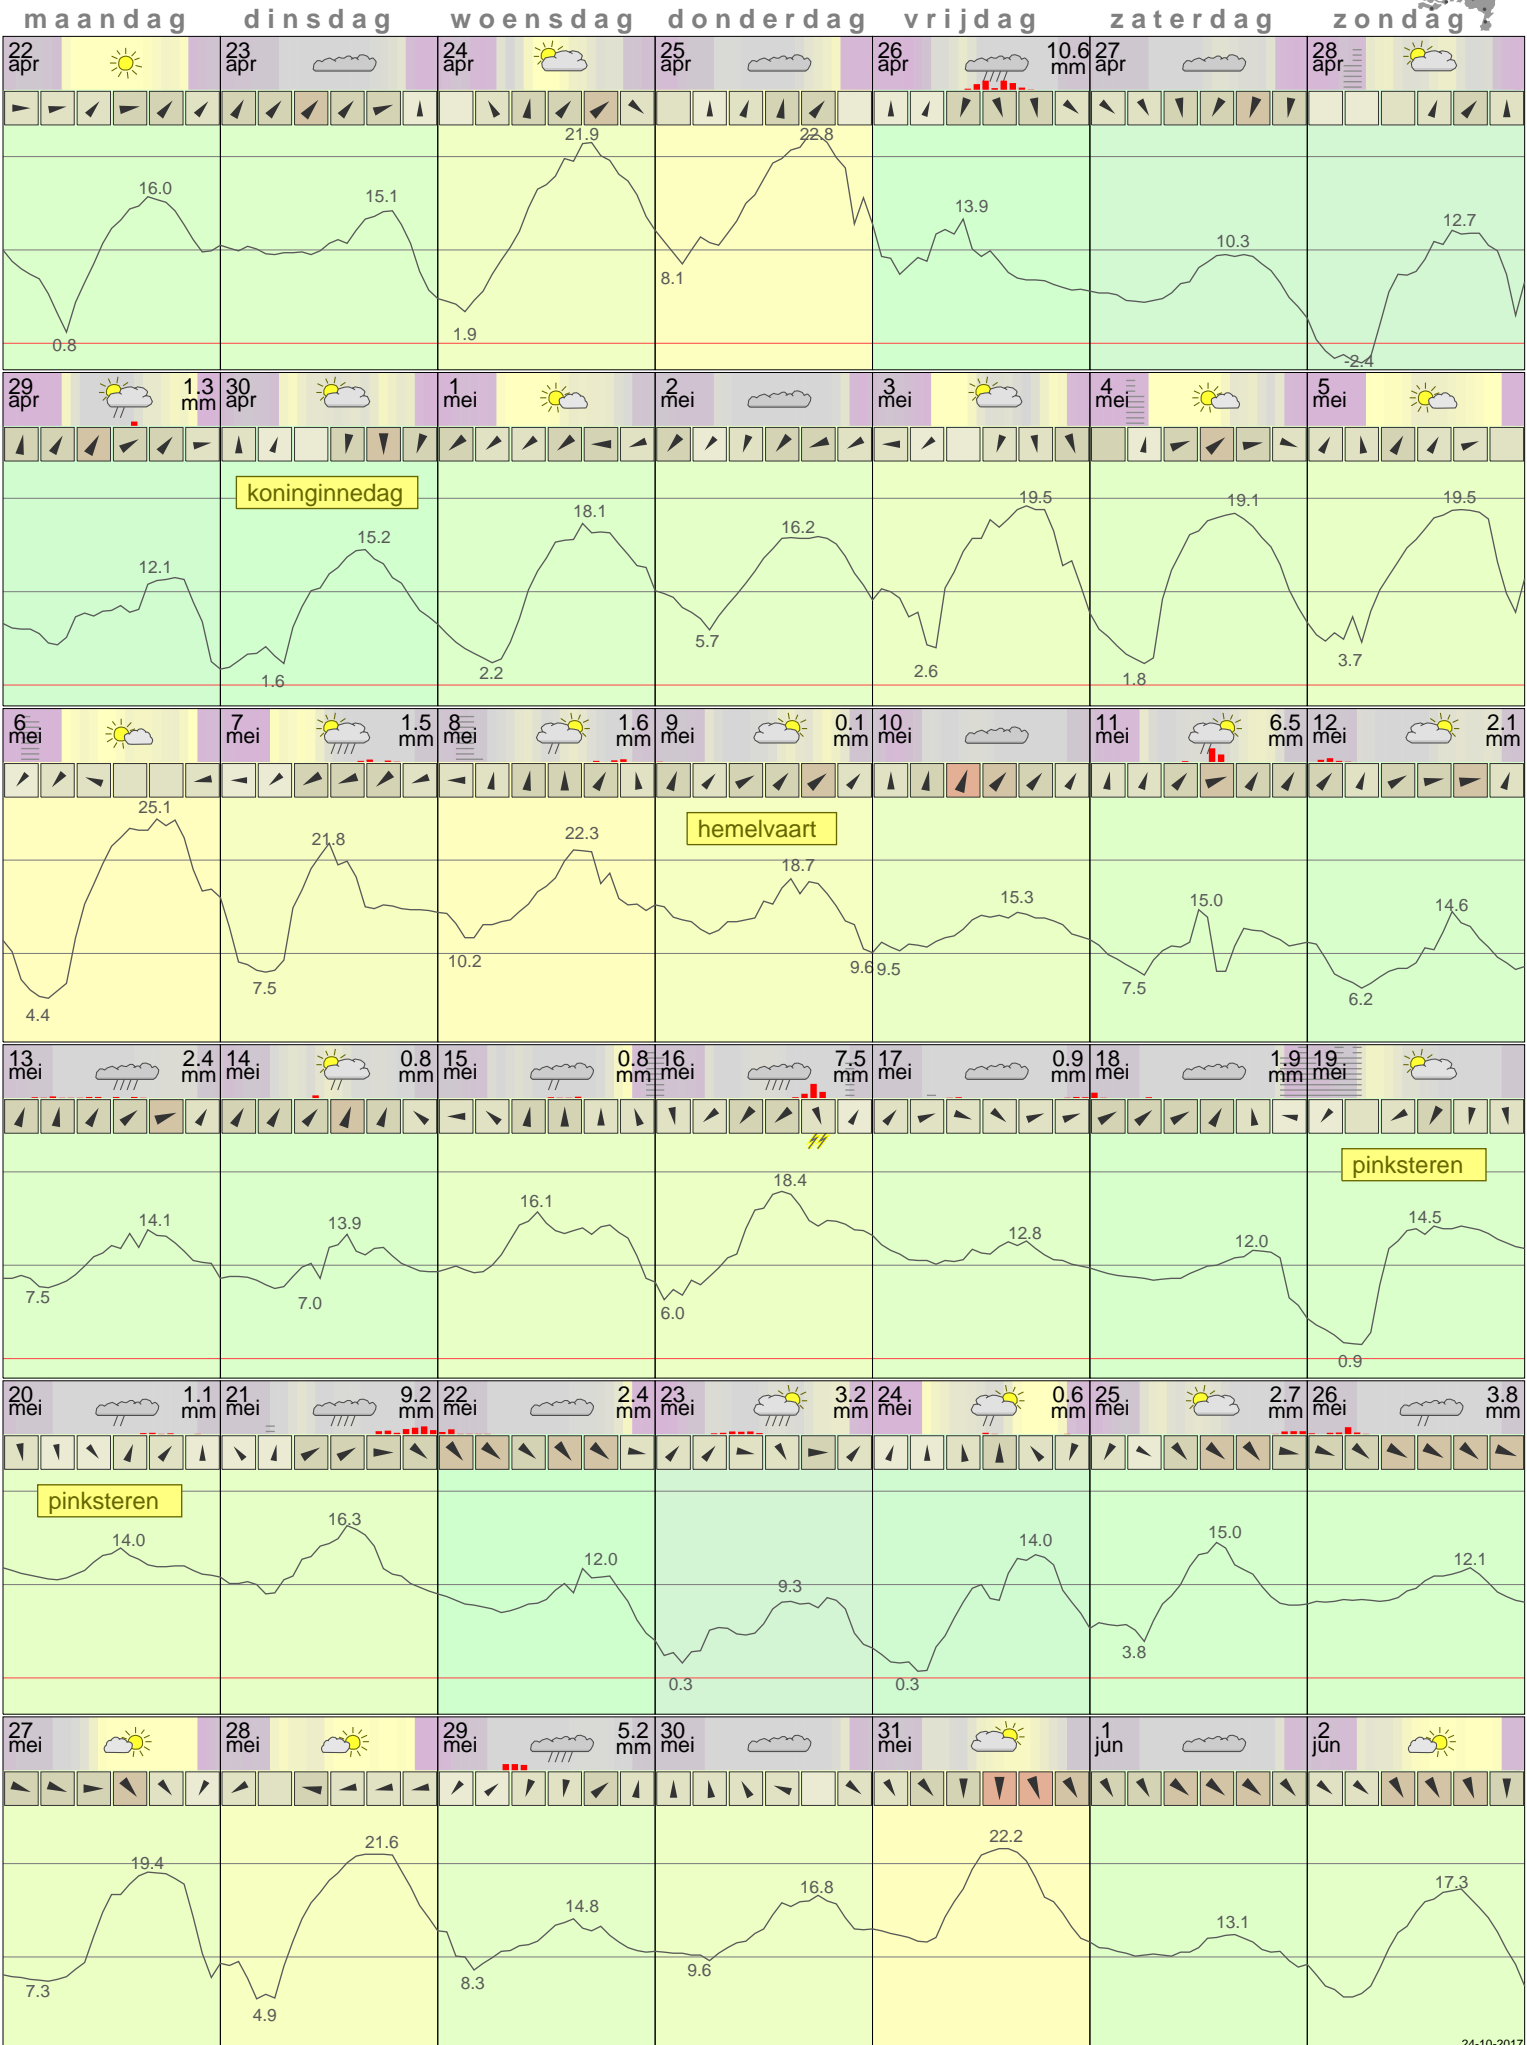 maandag dinsdag woensdag donderdag vrijdag zaterdag zondag
22 apr 23 apr 24 apr 25 apr 26 apr 10.6 mm 27 apr 28 apr
16.0 15.1 21.9 22.8 13.9 10.3 12.7
0.8 1.9 8.1 -2.4
29 apr 1.3 mm 30 apr 1 mei 2 mei 3 mei 4 mei 5 mei
koninginnedag
12.1 15.2 18.1 16.2 19.5 19.1 19.5
1.6 2.2 5.7 2.6 1.8 3.7
6 mei 7 mei 1.5 mm 8 mei 1.6 mm 9 mei 0.1 mm 10 mei 11 mei 6.5 mm 12 mei 2.1 mm
hemelvaart
25.1 21.8 22.3 18.7 15.3 15.0 14.6
4.4 7.5 10.2 9.6 9.5 7.5 6.2
13 mei 2.4 mm 14 mei 0.8 mm 15 mei 0.8 mm 16 mei 7.5 mm 17 mei 0.9 mm 18 mei 1.9 mm 19 mei
pinksteren
14.1 13.9 16.1 18.4 12.8 12.0 14.5
7.5 7.0 6.0 0.9
20 mei 1.1 mm 21 mei 9.2 mm 22 mei 2.4 mm 23 mei 3.2 mm 24 mei 0.6 mm 25 mei 2.7 mm 26 mei 3.8 mm
pinksteren
14.0 16.3 12.0 9.3 14.0 15.0 12.1
0.3 0.3 3.8
27 mei 28 mei 29 mei 5.2 mm 30 mei 31 mei 1 jun 2 jun
19.4 21.6 14.8 16.8 22.2 13.1 17.3
7.3 4.9 8.3 9.6
24-10-2017